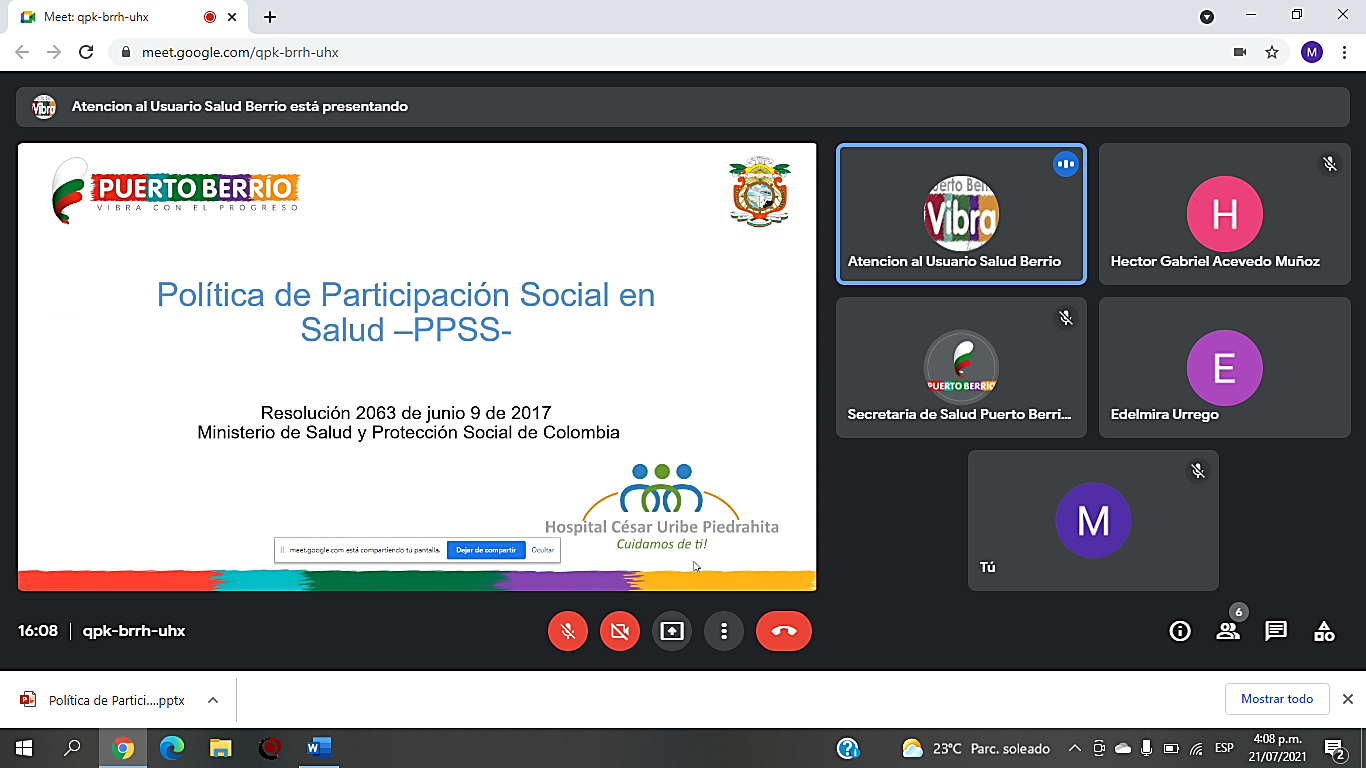 Meet: qpk-brrh-uhx
meet.google.com/qpk-brrh-uhx
M
Vibra
Atencion al Usuario Salud Berrio está presentando
PUERTO BERRIO
VIBRA CON EL PROGRESO
Política de Participación Social en
Salud –PPSS-
Resolución 2063 de junio 9 de 2017
Ministerio de Salud y Protección Social de Colombia
Hospital César Uribe Piedrahita
Cuidamos de ti!
meet.google.com está compartiendo tu pantalla.
Dejar de compartir
Ocultar
Vibra
Atencion al Usuario Salud Berrio
H
Hector Gabriel Acevedo Muñoz
PUERTO BERRIO
Secretaria de Salud Puerto Berri...
E
Edelmira Urrego
M
Tú
16:08
qpk-brrh-uhx
6
Política de Partici....pptx
Mostrar todo
23°C Parc. soleado
ESP
4:08 p.m.
21/07/2021
2